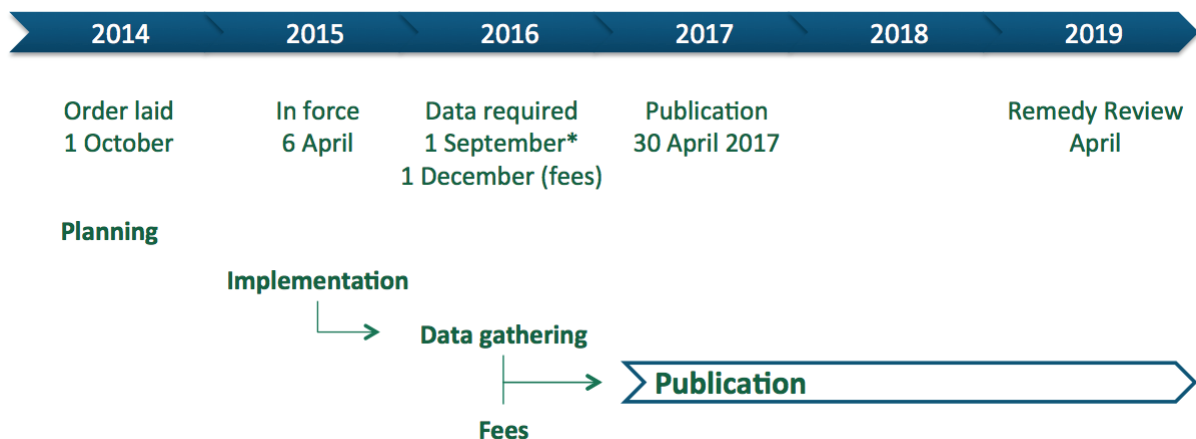 2014 2015 2016 2017 2018 2019
Order laid In force Data required Publication Remedy Review
1 October 6 April 1 September* 30 April 2017 April
1 December (fees)
Planning
Implementation
Data gathering
Publication
Fees